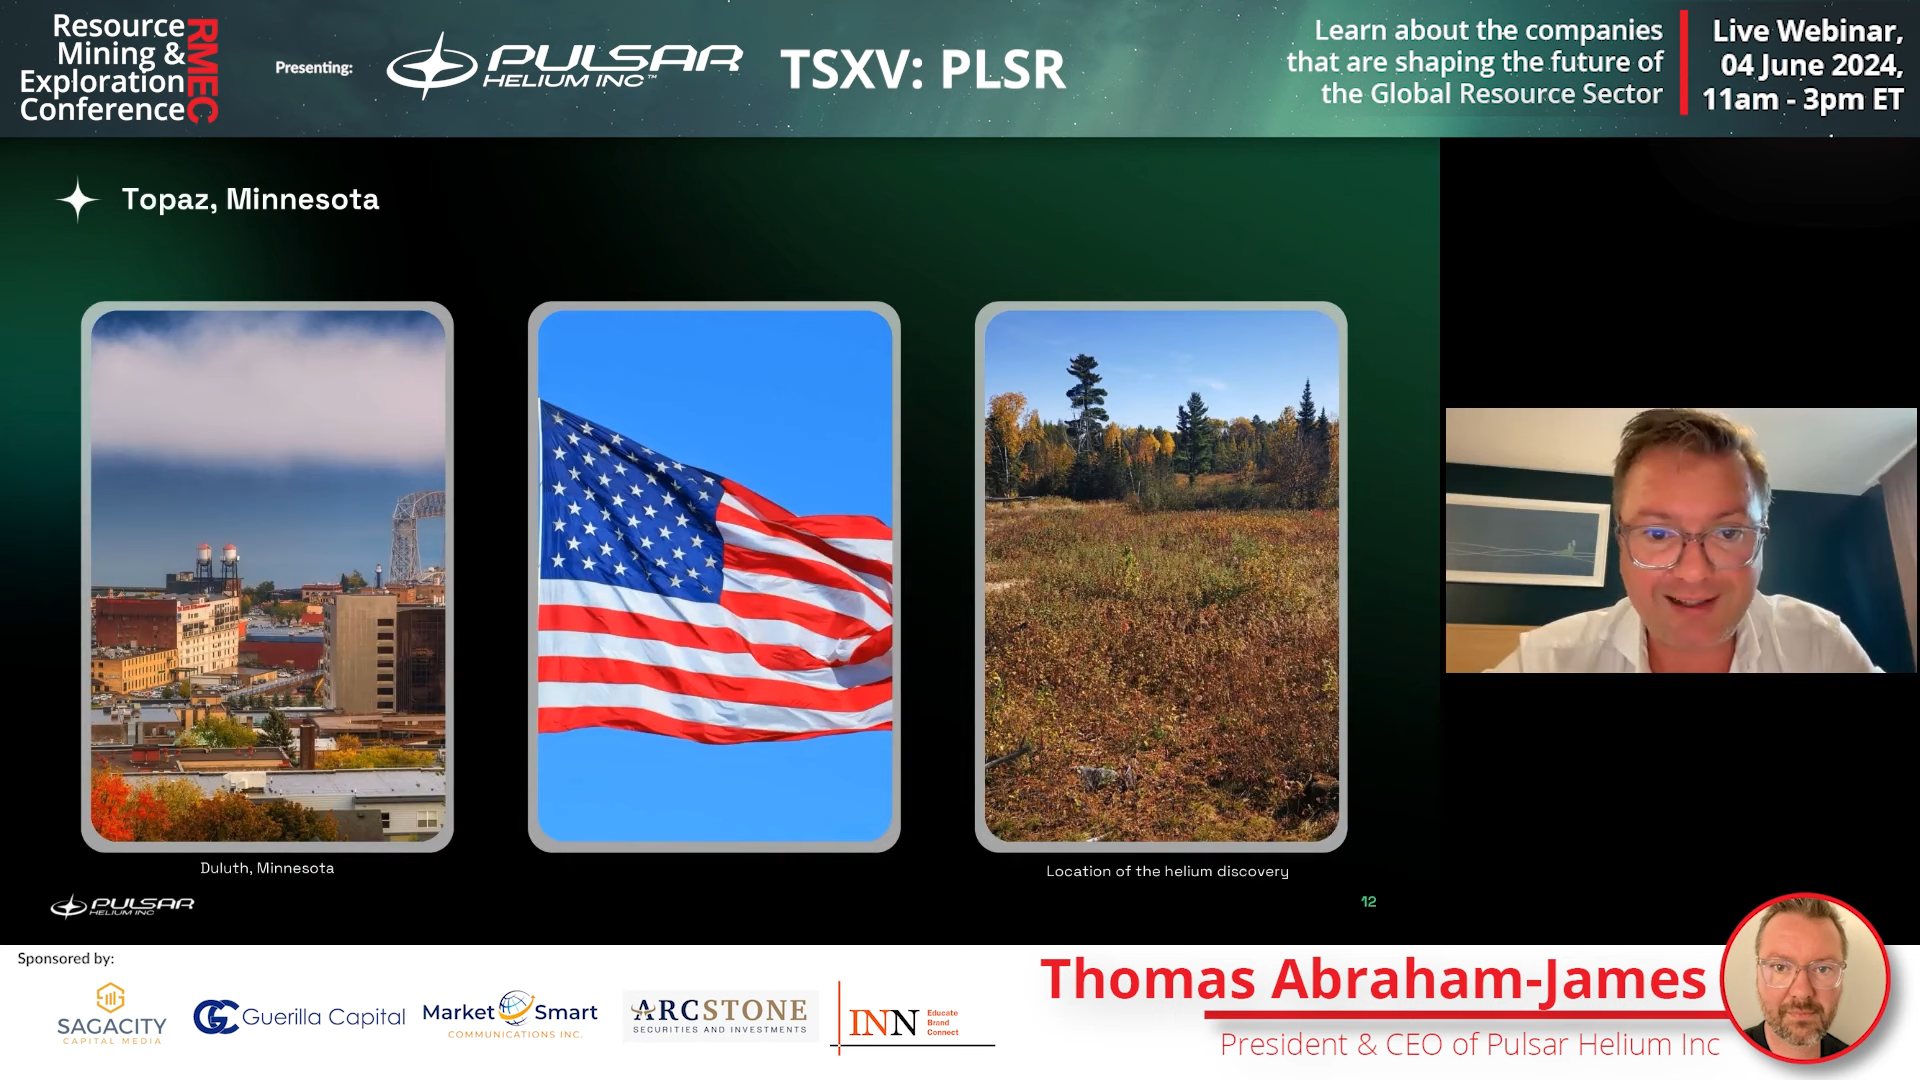 Resource
Mining &
Exploration
Conference
RMEC
Presenting:
PULSAR
HELIUM INC™
TSXV: PLSR
Learn about the companies
that are shaping the future of
the Global Resource Sector
Live Webinar,
04 June 2024,
11am - 3pm ET
Topaz, Minnesota
Duluth, Minnesota
Location of the helium discovery
PULSAR
HELIUM INC
12
Sponsored by:
SAGACITY
CAPITAL MEDIA
GC Guerilla Capital
Market Smart
COMMUNICATIONS INC.
ARCSTONE
SECURITIES AND INVESTMENTS
INN
Educate
Brand
Connect
Thomas Abraham-James
President & CEO of Pulsar Helium Inc